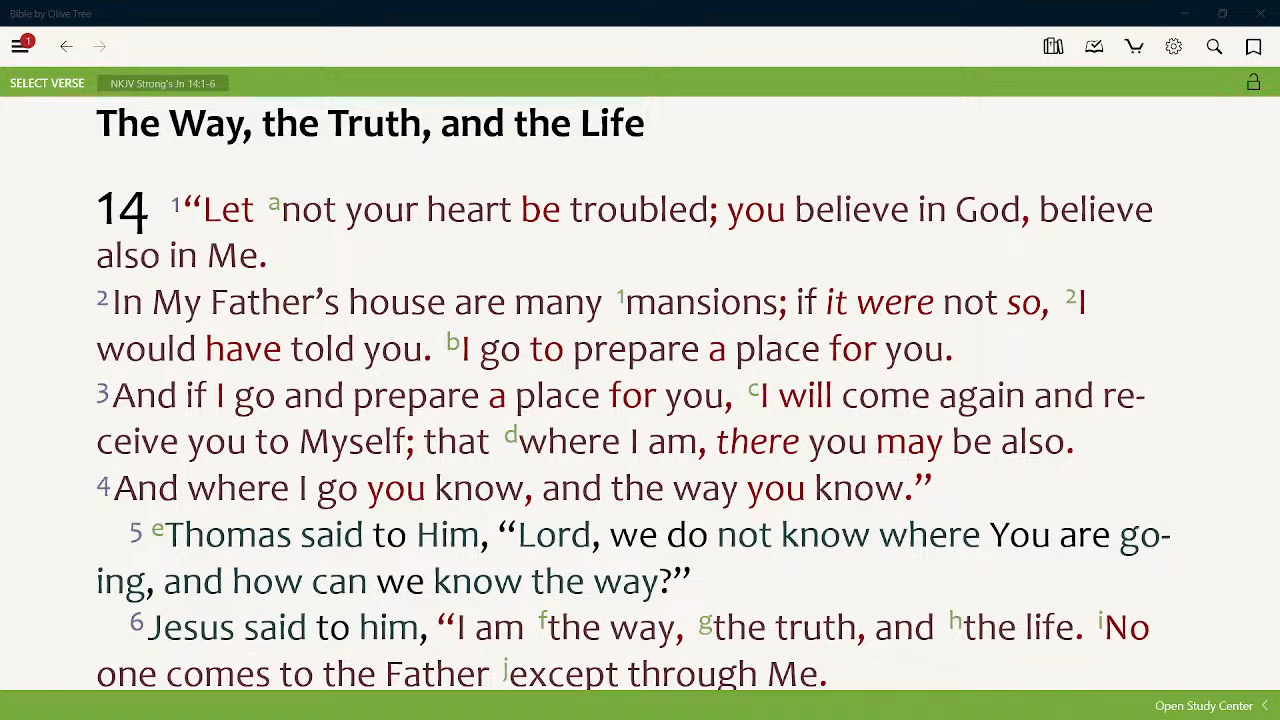 Bible by Olive Tree
1
SELECT VERSE NKJV Strong's Jn 14:1-6
The Way, the Truth, and the Life
14 1“Let a not your heart be troubled; you believe in God, believe
also in Me.
2In My Father’s house are many 1mansions; if it were not so, 2I
would have told you. bI go to prepare a place for you.
3And if I go and prepare a place for you, cI will come again and re-
ceive you to Myself; that dwhere I am, there you may be also.
4And where I go you know, and the way you know.”
5 eThomas said to Him, “Lord, we do not know where You are go-
ing, and how can we know the way?”
6Jesus said to him, “I am fthe way, gthe truth, and hthe life. iNo
one comes to the Father jexcept through Me.
Open Study Center